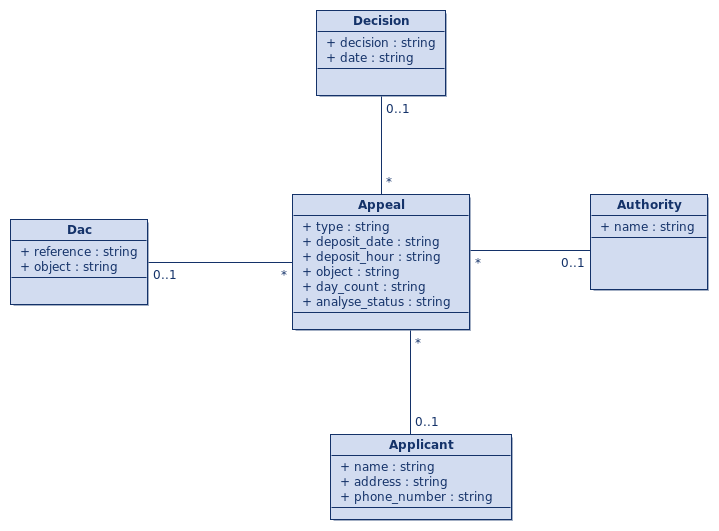 Decision
+ decision : string
+ date : string
0..1
*
Dac
+ reference : string
+ object : string
0..1
*
Appeal
+ type : string
+ deposit_date : string
+ deposit_hour : string
+ object : string
+ day_count : string
+ analyse_status : string
*
0..1
Authority
+ name : string
*
0..1
Applicant
+ name : string
+ address : string
+ phone_number : string